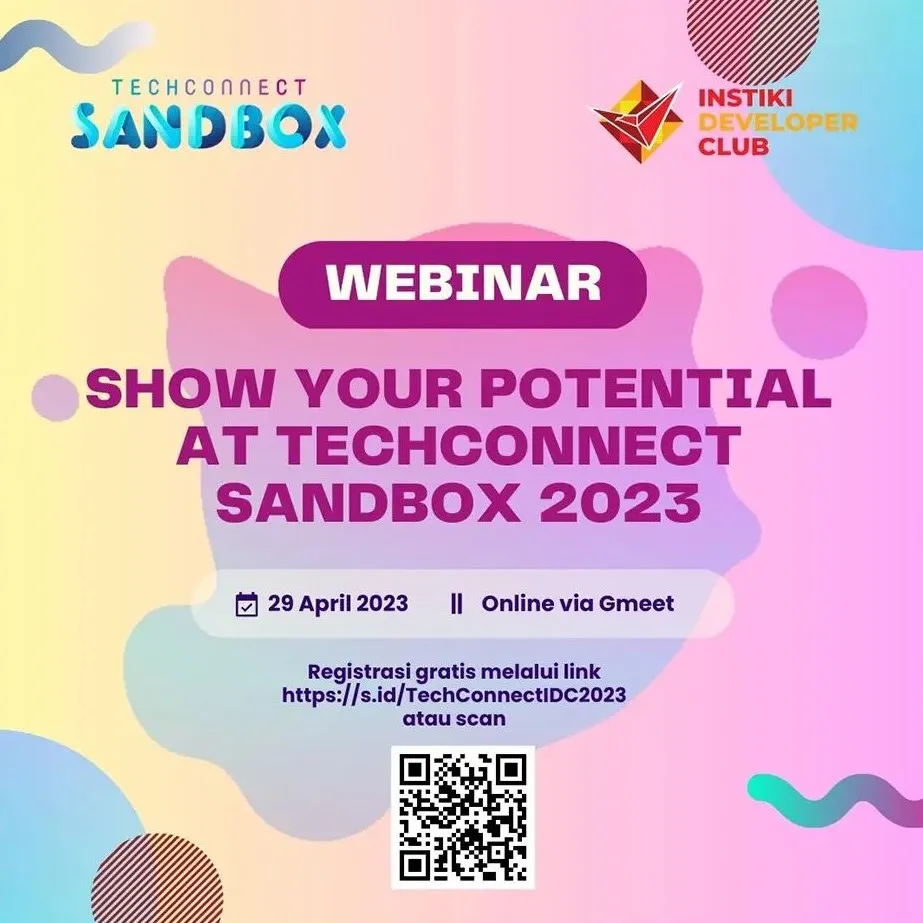 TECHCONNECT
SANDBOX
INSTIKI
DEVELOPER
CLUB
WEBINAR
SHOW YOUR POTENTIAL
AT TECHCONNECT
SANDBOX 2023
29 April 2023 || Online via Gmeet
Registrasi gratis melalui link
https://s.id/TechConnectIDC2023
atau scan